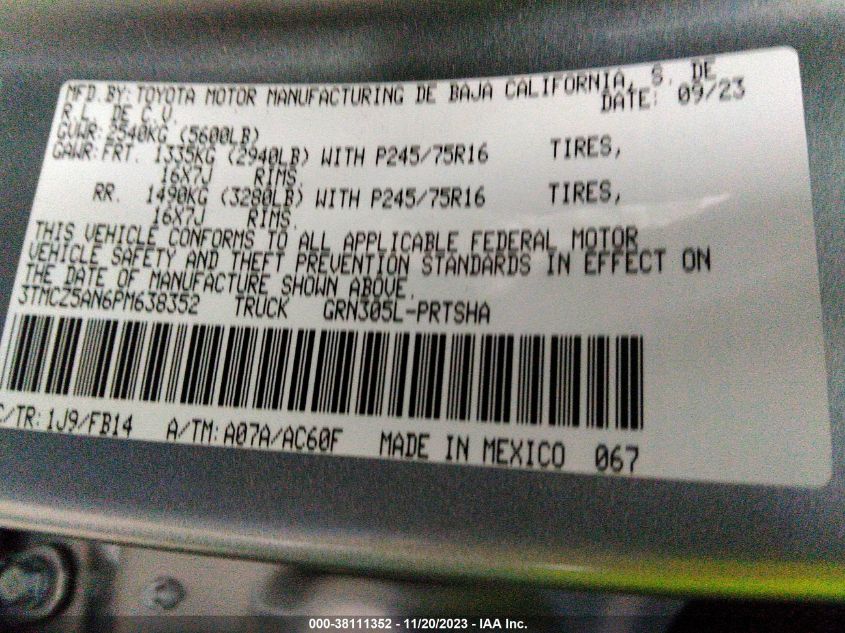 MFD.BY:TOYOTA MOTOR MANUFACTURING DE BAJA CALIFORNIA, S. DE
R.L. DE C.V. DATE: 09/23
GVWR:2540KG (5600LB)
GAWR:FRT. 1335KG (2940LB) WITH P245/75R16 TIRES,
16X7J RIMS.
RR. 1490KG (3280LB) WITH P245/75R16 TIRES,
16X7J RIMS.
THIS VEHICLE CONFORMS TO ALL APPLICABLE FEDERAL MOTOR
VEHICLE SAFETY AND THEFT PREVENTION STANDARDS IN EFFECT ON
THE DATE OF MANUFACTURE SHOWN ABOVE.
3TMCZ5AN6PM638352 TRUCK GRN305L-PRTSHA
C/TR:1J9/FB14 A/TM:A07A/AC60F MADE IN MEXICO 067
000-38111352 - 11/20/2023 - IAA Inc.